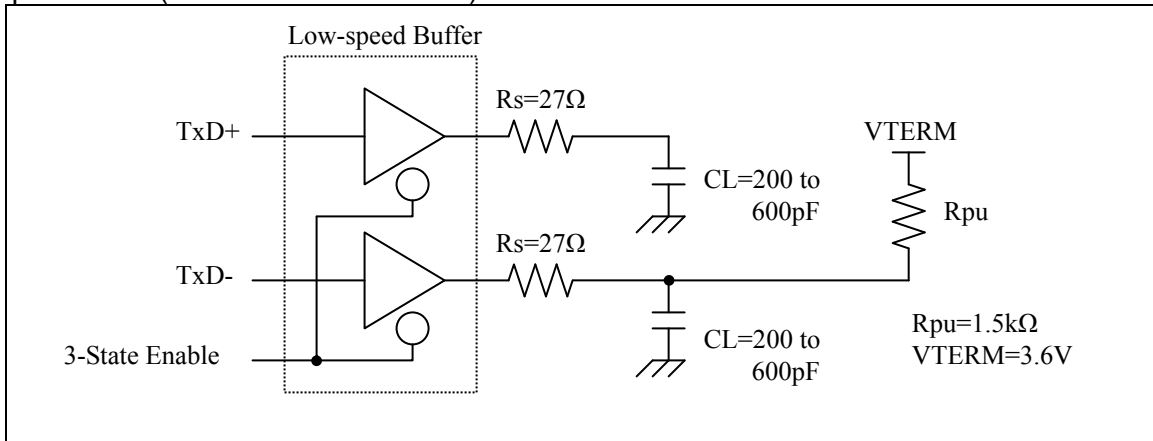 Low-speed Buffer
Rs=27Ω
TxD+
VTERM
CL=200 to
600pF
Rpu
Rs=27Ω
TxD-
Rpu=1.5kΩ
CL=200 to
600pF
VTERM=3.6V
3-State Enable